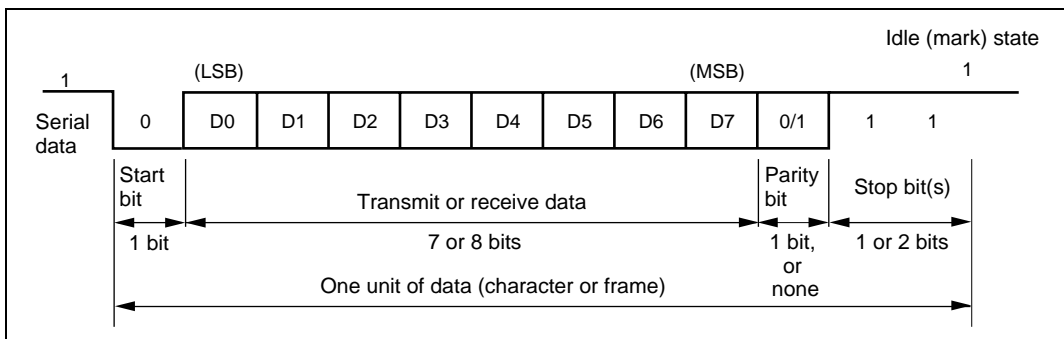 Idle (mark) state
1
(LSB)
(MSB)
1
Serial
data
0
D0
D1
D2
D3
D4
D5
D6
D7
0/1
1
1
Start
bit
Transmit or receive data
Parity
bit
Stop bit(s)
1 bit
7 or 8 bits
1 bit,
or
none
1 or 2 bits
One unit of data (character or frame)